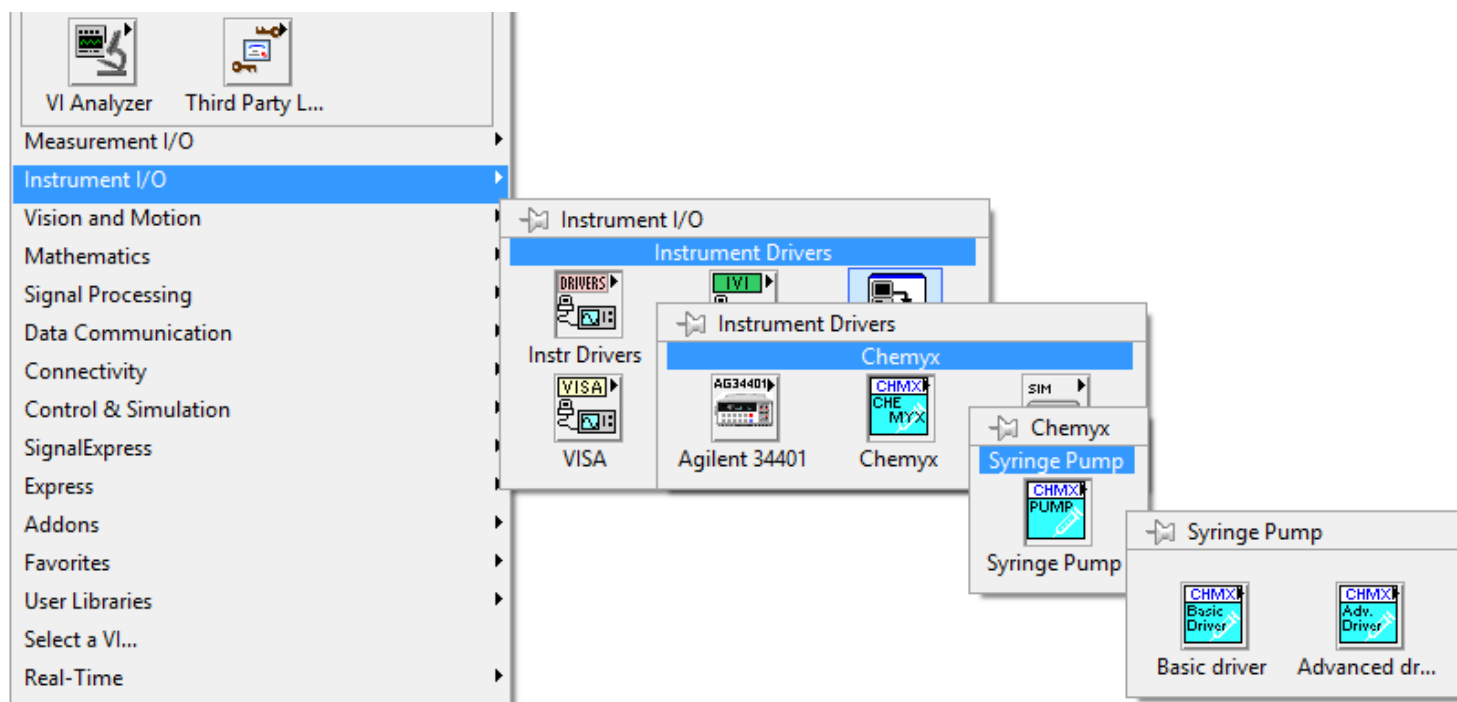 VI Analyzer
Third Party L...
Measurement I/O
Instrument I/O
Vision and Motion
Mathematics
Signal Processing
Data Communication
Connectivity
Control & Simulation
SignalExpress
Express
Addons
Favorites
User Libraries
Select a VI...
Real-Time
Instrument I/O
Instrument Drivers
DRIVERS
IVI
Instr Drivers
VISA
VISA
Instrument Drivers
Chemyx
AG34401
CHMX
CHE
MYX
SIM
Agilent 34401
Chemyx
Chemyx
Syringe Pump
CHMX
PUMP
Syringe Pump
Syringe Pump
CHMX
Basic
Driver
CHMX
Adv.
Driver
Basic driver
Advanced dr...